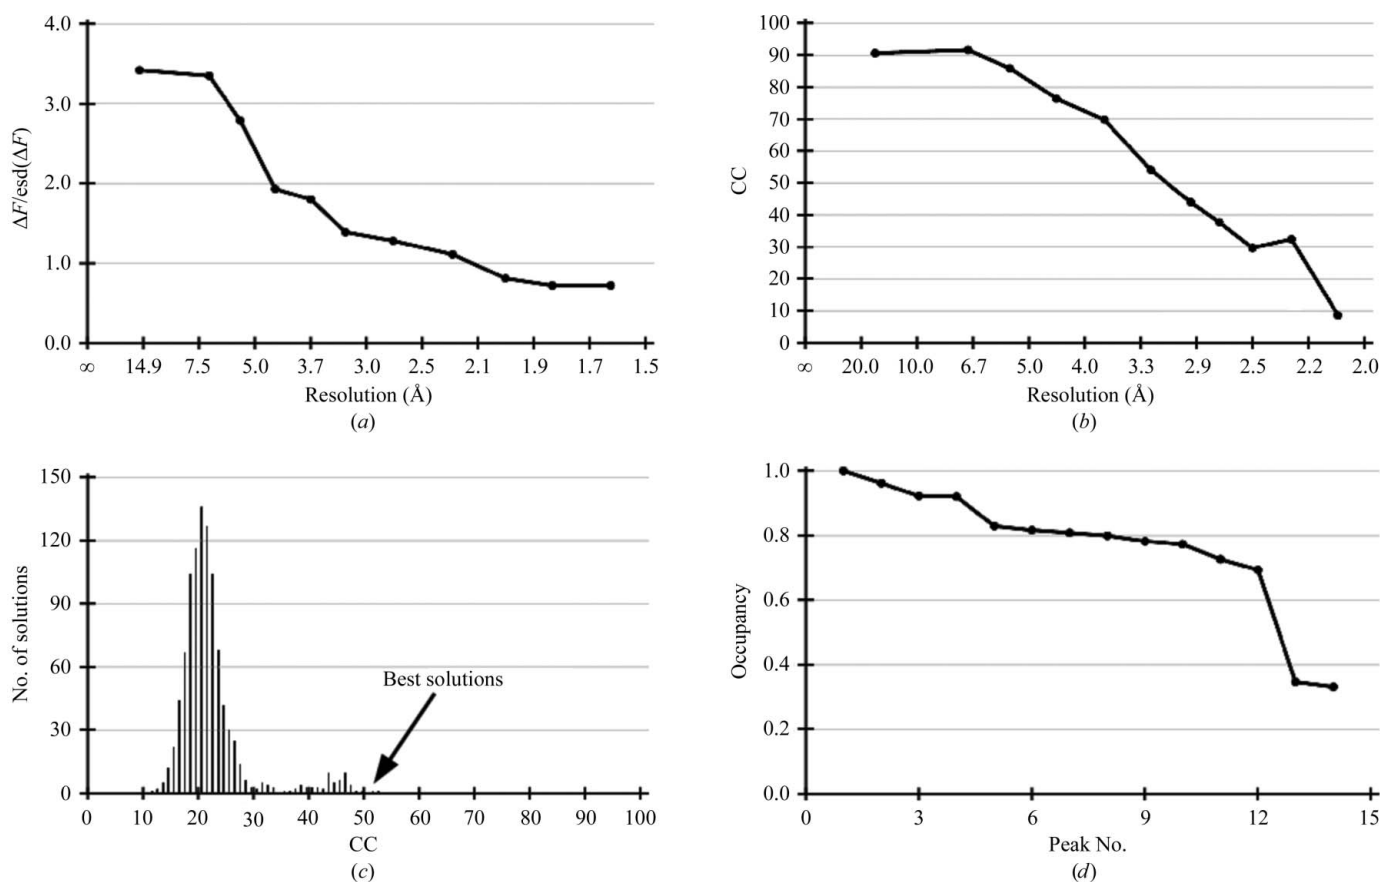 4.0
3.0
2.0
1.0
0.0
ΔF/esd(ΔF)
∞ 14.9 7.5 5.0 3.7 3.0 2.5 2.1 1.9 1.7 1.5
Resolution (Å)
(a)
100
90
80
70
60
50
40
30
20
10
0
CC
∞ 20.0 10.0 6.7 5.0 4.0 3.3 2.9 2.5 2.2 2.0
Resolution (Å)
(b)
150
120
90
60
30
0
No. of solutions
Best solutions
0 10 20 30 40 50 60 70 80 90 100
CC
(c)
1.0
0.8
0.6
0.4
0.2
0.0
Occupancy
0 3 6 9 12 15
Peak No.
(d)